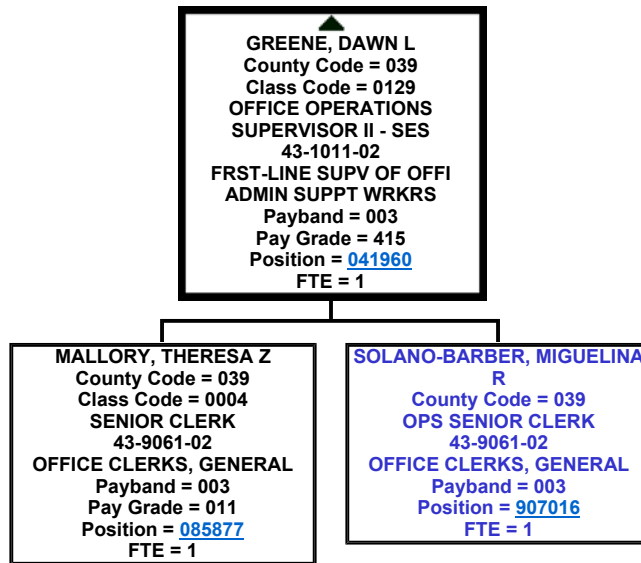 GREENE, DAWN L
County Code = 039
Class Code = 0129
OFFICE OPERATIONS
SUPERVISOR II - SES
43-1011-02
FRST-LINE SUPV OF OFFI
ADMIN SUPPT WRKRS
Payband = 003
Pay Grade = 415
Position = 041960
FTE = 1
MALLORY, THERESA Z
County Code = 039
Class Code = 0004
SENIOR CLERK
43-9061-02
OFFICE CLERKS, GENERAL
Payband = 003
Pay Grade = 011
Position = 085877
FTE = 1
SOLANO-BARBER, MIGUELINA
R
County Code = 039
OPS SENIOR CLERK
43-9061-02
OFFICE CLERKS, GENERAL
Payband = 003
Position = 907016
FTE = 1